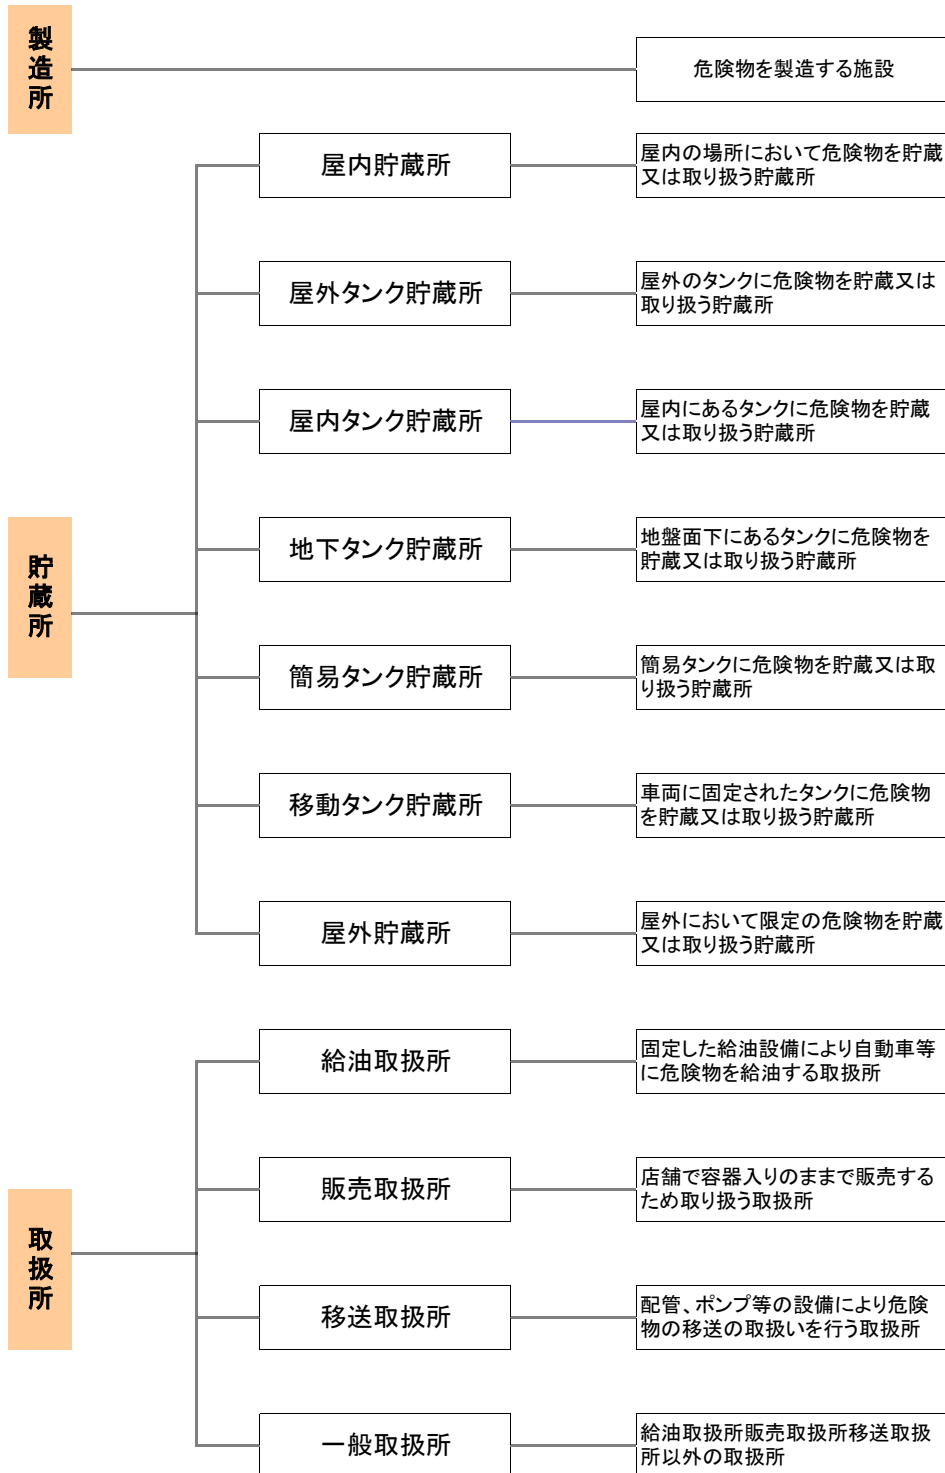 製造所
危険物を製造する施設
屋内貯蔵所
屋内の場所において危険物を貯蔵
又は取り扱う貯蔵所
屋外タンク貯蔵所
屋外のタンクに危険物を貯蔵又は
取り扱う貯蔵所
屋内タンク貯蔵所
屋内にあるタンクに危険物を貯蔵
又は取り扱う貯蔵所
貯蔵所
地下タンク貯蔵所
地盤面下にあるタンクに危険物を
貯蔵又は取り扱う貯蔵所
簡易タンク貯蔵所
簡易タンクに危険物を貯蔵又は取
り扱う貯蔵所
移動タンク貯蔵所
車両に固定されたタンクに危険物
を貯蔵又は取り扱う貯蔵所
屋外貯蔵所
屋外において限定の危険物を貯蔵
又は取り扱う貯蔵所
給油取扱所
固定した給油設備により自動車等
に危険物を給油する取扱所
販売取扱所
店舗で容器入りのままで販売する
ため取り扱う取扱所
取扱所
移送取扱所
配管、ポンプ等の設備により危険
物の移送の取扱いを行う取扱所
一般取扱所
給油取扱所販売取扱所移送取扱
所以外の取扱所